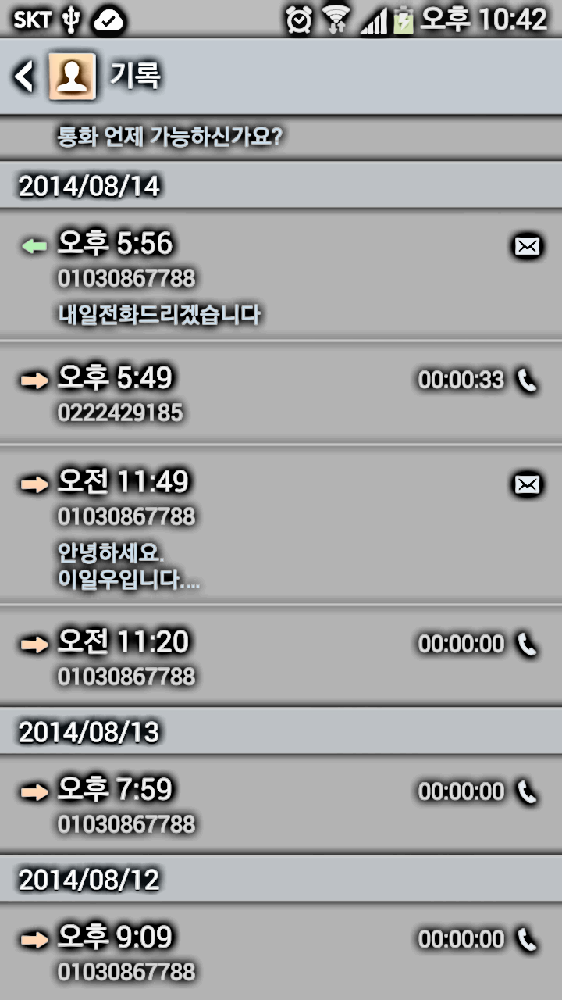 SKT 오후 10:42
기록
통화 언제 가능하신가요?
2014/08/14
오후 5:56
01030867788
내일전화드리겠습니다
오후 5:49 00:00:33
0222429185
오전 11:49
01030867788
안녕하세요.
이일우입니다....
오전 11:20 00:00:00
01030867788
2014/08/13
오후 7:59 00:00:00
01030867788
2014/08/12
오후 9:09 00:00:00
01030867788